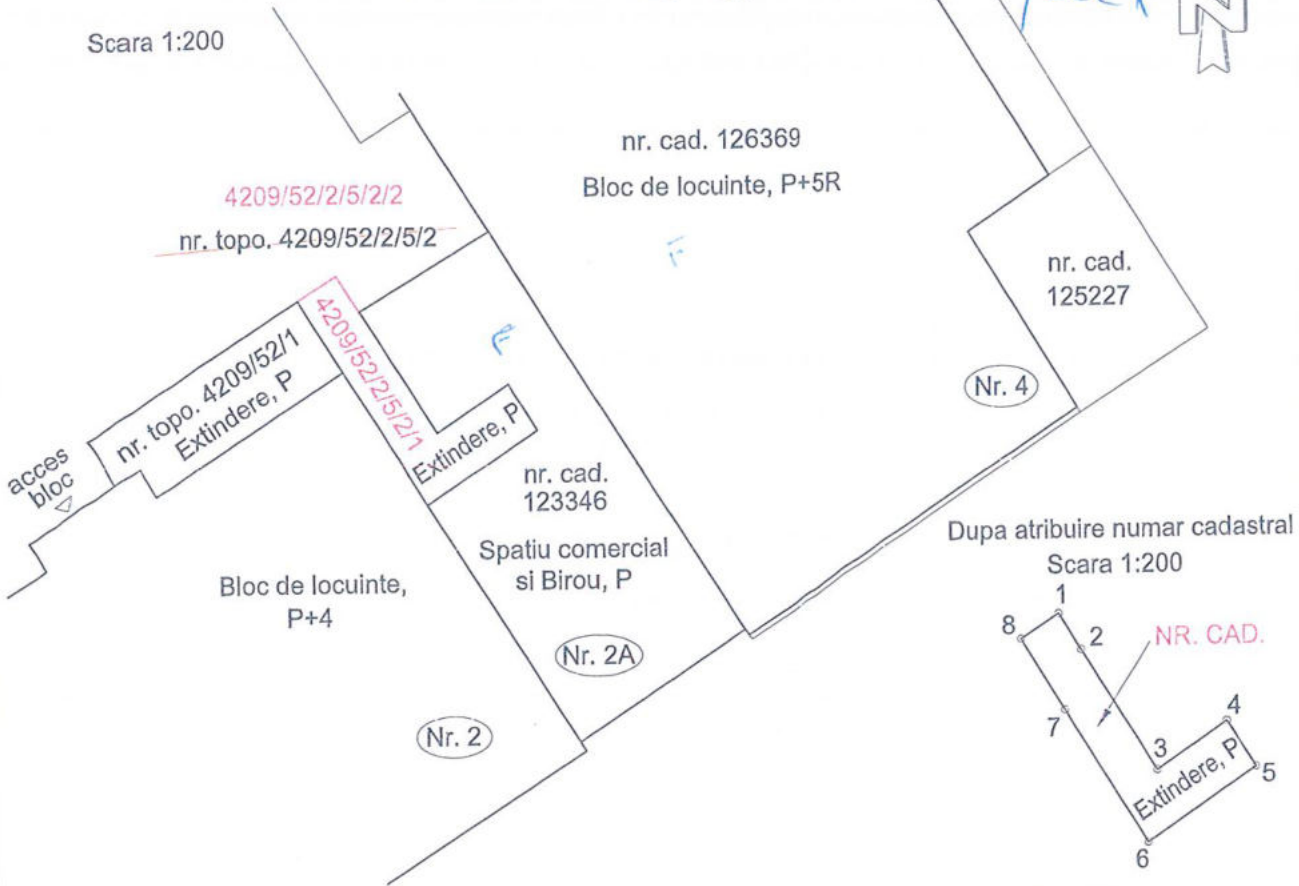 Scara 1:200
N
nr. cad. 126369
Bloc de locuinte, P+5R
4209/52/2/5/2/2
nr. topo. 4209/52/2/5/2
F
nr. cad.
125227
4209/52/2/5/2/1
F
nr. topo. 4209/52/1
Extindere, P
Nr. 4
acces
bloc
Extindere, P
nr. cad.
123346
Spatiu comercial
si Birou, P
Bloc de locuinte,
P+4
Nr. 2A
Nr. 2
Dupa atribuire numar cadastral
Scara 1:200
1
8
2
NR. CAD.
7
4
3
5
Extindere, P
6